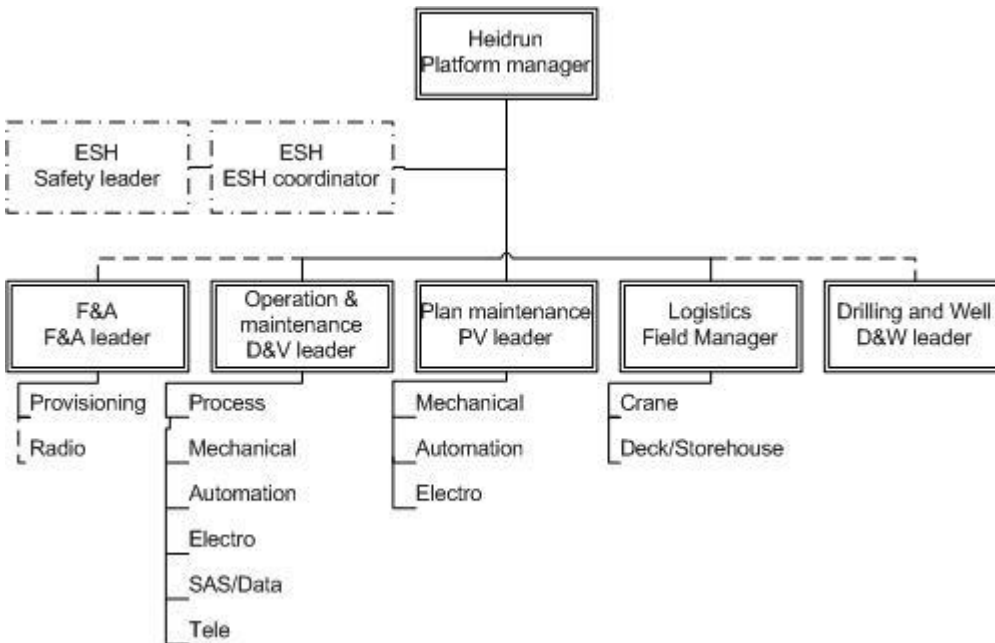 Heidrun
Platform manager
ESH
Safety leader
ESH
ESH coordinator
F&A
F&A leader
Operation &
maintenance
D&V leader
Plan maintenance
PV leader
Logistics
Field Manager
Drilling and Well
D&W leader
Provisioning
Radio
Process
Mechanical
Automation
Electro
SAS/Data
Tele
Mechanical
Automation
Electro
Crane
Deck/Storehouse